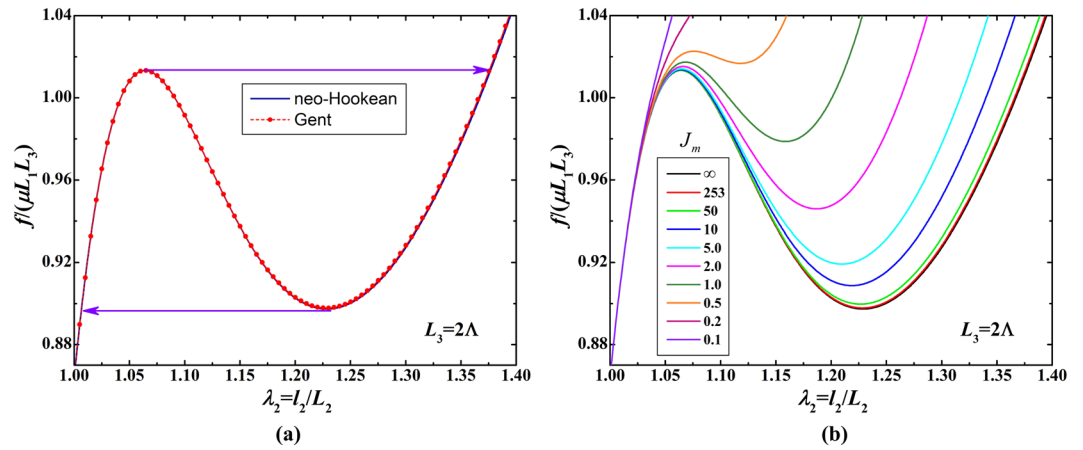 1.04
1.00
0.96
0.92
0.88
f/(μL₁L₃)
neo-Hookean
Gent
L₃=2Λ
1.00 1.05 1.10 1.15 1.20 1.25 1.30 1.35 1.40
λ₂=l₂/L₂
(a)
1.04
1.00
0.96
0.92
0.88
f/(μL₁L₃)
Jₘ
∞
253
50
10
5.0
2.0
1.0
0.5
0.2
0.1
L₃=2Λ
1.00 1.05 1.10 1.15 1.20 1.25 1.30 1.35 1.40
λ₂=l₂/L₂
(b)